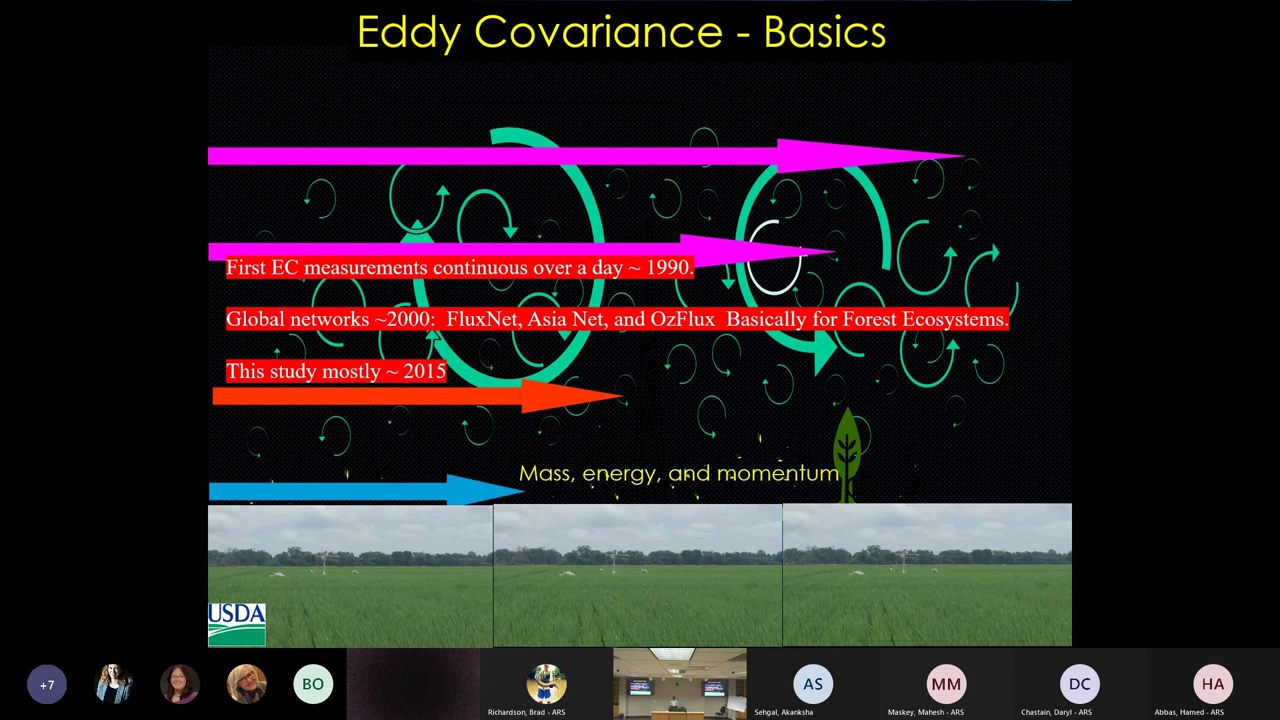 Eddy Covariance - Basics
First EC measurements continuous over a day ~ 1990.
Global networks ~2000: FluxNet, Asia Net, and OzFlux Basically for Forest Ecosystems.
This study mostly ~ 2015
Mass, energy, and momentum
USDA
+7
BO
AS
MM
DC
HA
Richardson, Brad - ARS
Sehgal, Akanksha
Maskey, Mahesh - ARS
Chastain, Daryl - ARS
Abbas, Hamed - ARS